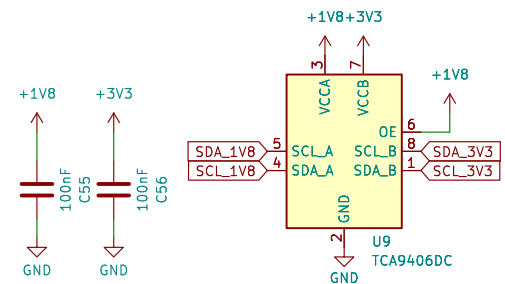 +1V8+3V3
+1V8
+3V3
+1V8
3
7
VCCA
VCCB
OE
6
SDA_1V8
5
SCL_A
SCL_B
8
SDA_3V3
SCL_1V8
4
SDA_A
SDA_B
1
SCL_3V3
100nF
C55
100nF
C56
GND
2
GND
GND
GND
U9
TCA9406DC